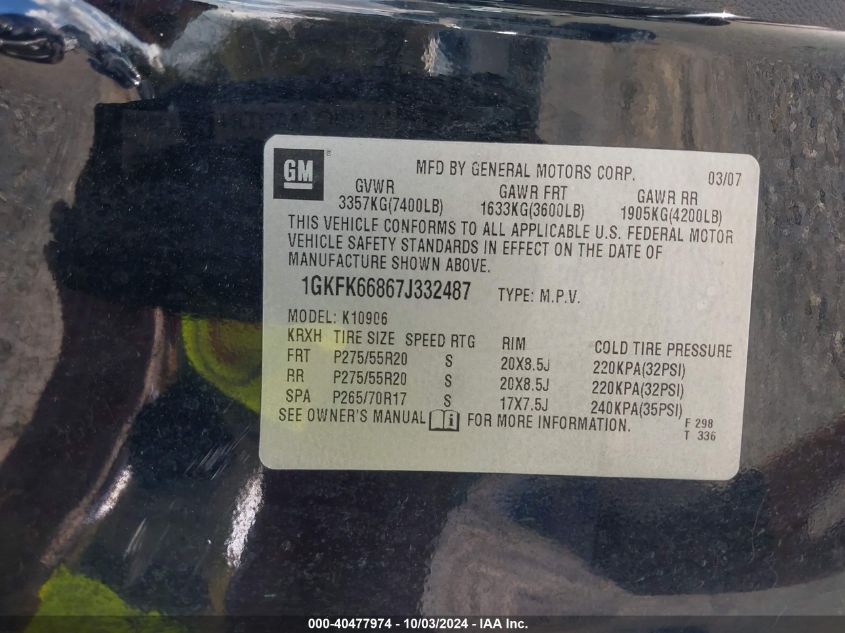 GM
MFD BY GENERAL MOTORS CORP. 03/07
GVWR GAWR FRT GAWR RR
3357KG(7400LB) 1633KG(3600LB) 1905KG(4200LB)
THIS VEHICLE CONFORMS TO ALL APPLICABLE U.S. FEDERAL MOTOR
VEHICLE SAFETY STANDARDS IN EFFECT ON THE DATE OF
MANUFACTURE SHOWN ABOVE.
1GKFK66867J332487 TYPE: M.P.V.
MODEL: K10906
KRXH TIRE SIZE SPEED RTG RIM COLD TIRE PRESSURE
FRT P275/55R20 S 20X8.5J 220KPA(32PSI)
RR P275/55R20 S 20X8.5J 220KPA(32PSI)
SPA P265/70R17 S 17X7.5J 240KPA(35PSI)
SEE OWNER'S MANUAL i FOR MORE INFORMATION. F 298
T 336
000-40477974 - 10/03/2024 - IAA Inc.